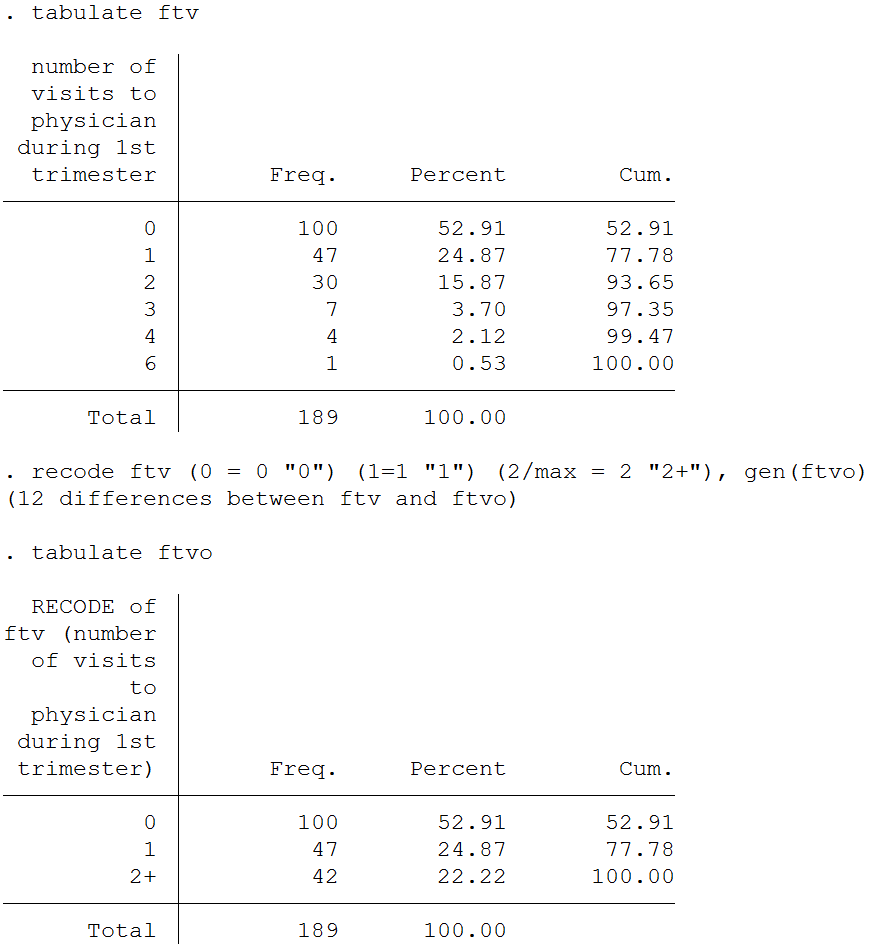 . tabulate ftv
number of
visits to
physician
during 1st
trimester Freq. Percent Cum.
0 100 52.91 52.91
1 47 24.87 77.78
2 30 15.87 93.65
3 7 3.70 97.35
4 4 2.12 99.47
6 1 0.53 100.00
Total 189 100.00
. recode ftv (0 = 0 "0") (1=1 "1") (2/max = 2 "2+"), gen(ftvo)
(12 differences between ftv and ftvo)
. tabulate ftvo
RECODE of
ftv (number
of visits
to
physician
during 1st
trimester) Freq. Percent Cum.
0 100 52.91 52.91
1 47 24.87 77.78
2+ 42 22.22 100.00
Total 189 100.00